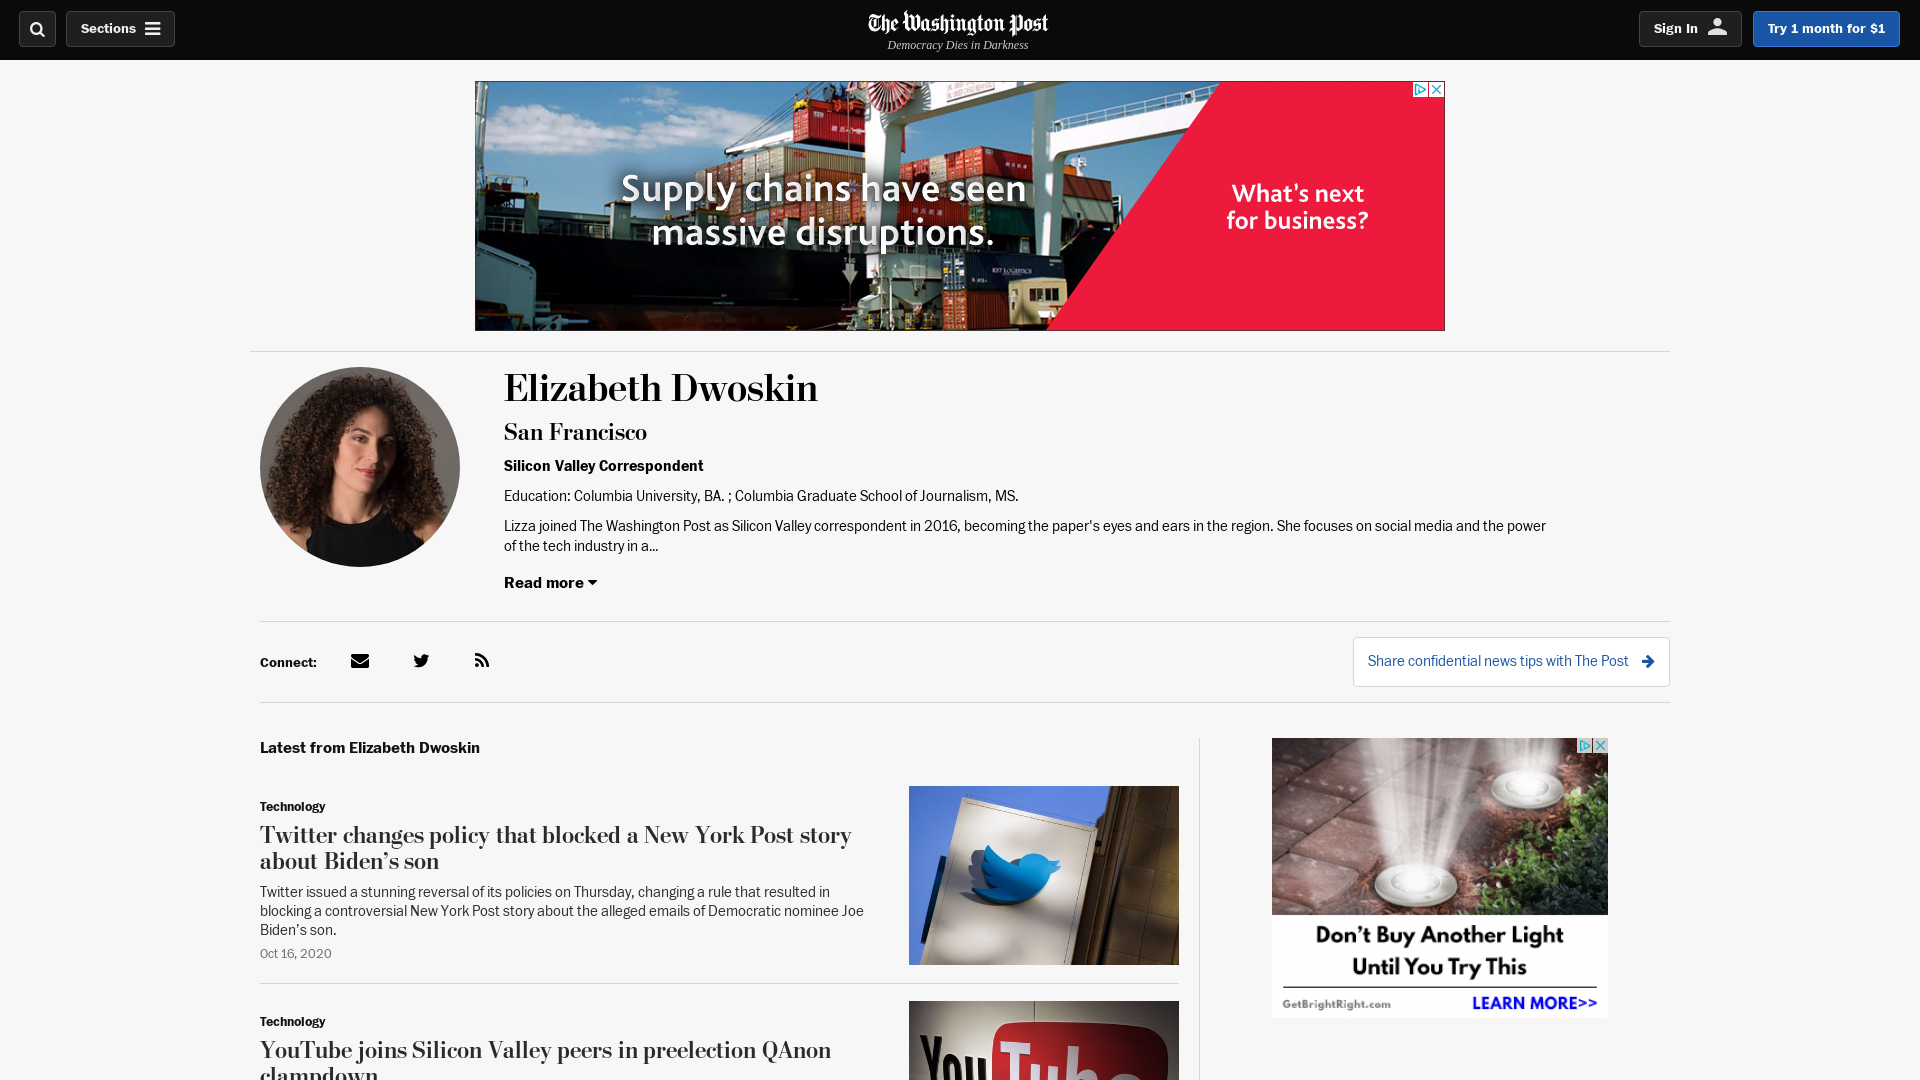 Sections
The Washington Post
Democracy Dies in Darkness
Sign In
Try 1 month for $1
Supply chains have seen
massive disruptions.
What's next
for business?
KST LOGISTICS
Elizabeth Dwoskin
San Francisco
Silicon Valley Correspondent
Education: Columbia University, BA. ; Columbia Graduate School of Journalism, MS.
Lizza joined The Washington Post as Silicon Valley correspondent in 2016, becoming the paper's eyes and ears in the region. She focuses on social media and the power
of the tech industry in a...
Read more
Connect:
Share confidential news tips with The Post
Latest from Elizabeth Dwoskin
Technology
Twitter changes policy that blocked a New York Post story
about Biden’s son
Twitter issued a stunning reversal of its policies on Thursday, changing a rule that resulted in
blocking a controversial New York Post story about the alleged emails of Democratic nominee Joe
Biden’s son.
Oct 16, 2020
Don't Buy Another Light
Until You Try This
GetBrightRight.com
LEARN MORE>>
Technology
YouTube joins Silicon Valley peers in preelection QAnon
clampdown
You Tube